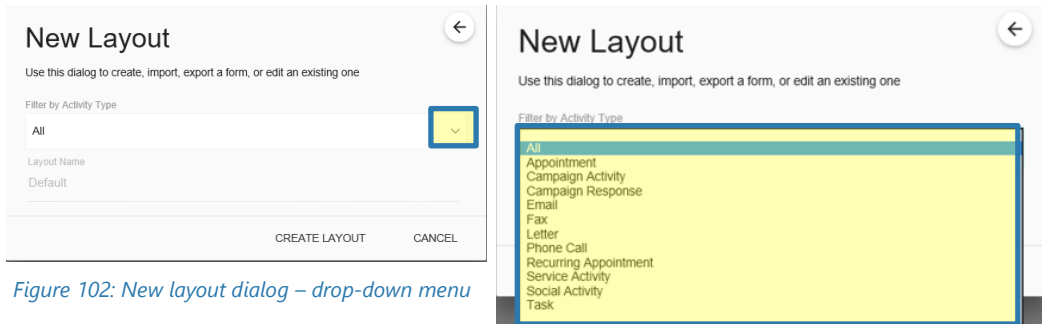 New Layout
Use this dialog to create, import, export a form, or edit an existing one
Filter by Activity Type
All
Layout Name
Default
CREATE LAYOUT CANCEL
Figure 102: New layout dialog – drop-down menu
New Layout
Use this dialog to create, import, export a form, or edit an existing one
Filter by Activity Type
All
Appointment
Campaign Activity
Campaign Response
Email
Fax
Letter
Phone Call
Recurring Appointment
Service Activity
Social Activity
Task